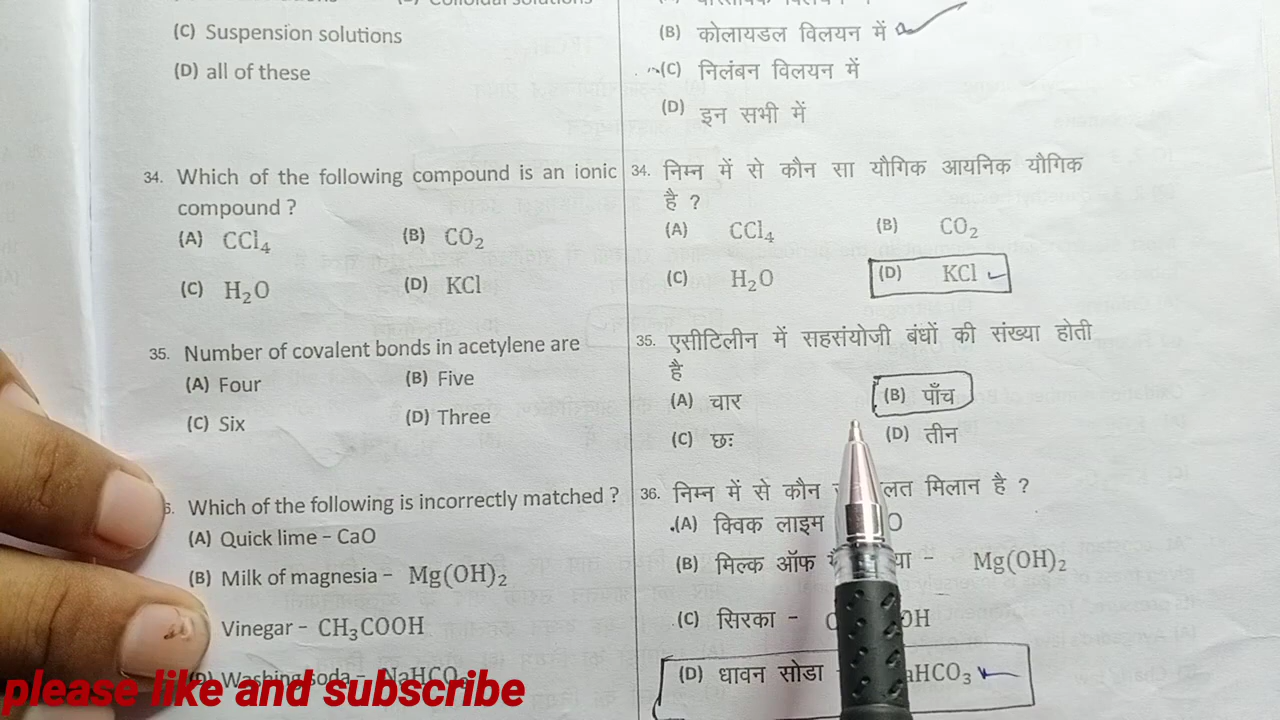 (C) Suspension solutions
(D) all of these
34. Which of the following compound is an ionic
compound ?
(A) CCl₄ (B) CO₂
(C) H₂O (D) KCl
35. Number of covalent bonds in acetylene are
(A) Four (B) Five
(C) Six (D) Three
Which of the following is incorrectly matched ?
(A) Quick lime – CaO
(B) Milk of magnesia – Mg(OH)₂
Vinegar – CH₃COOH
(B) कोलायडल विलयन में
(C) निलंबन विलयन में
(D) इन सभी में
34. निम्न में से कौन सा यौगिक आयनिक यौगिक
है ?
(A) CCl₄ (B) CO₂
(C) H₂O (D) KCl
35. एसीटिलीन में सहसंयोजी बंधों की संख्या होती
है
(A) चार (B) पाँच
(C) छः (D) तीन
36. निम्न में से कौन मिलान है ?
(A) क्विक लाइम
(B) मिल्क ऑफ – Mg(OH)₂
(C) सिरका –
(D) धावन सोडा
please like and subscribe